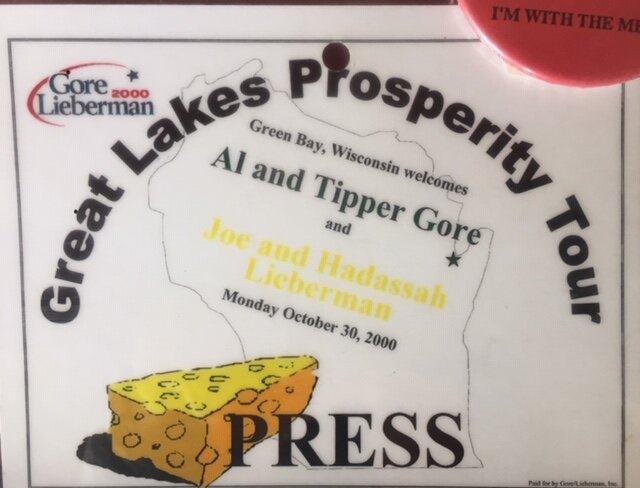 I'M WITH THE
Gore 2000
Lieberman
Great Lakes Prosperity Tour
Green Bay, Wisconsin welcomes
Al and Tipper Gore
and
Joe and Hadassah
Lieberman
Monday October 30, 2000
PRESS
Paid for by Gore/Lieberman, Inc.